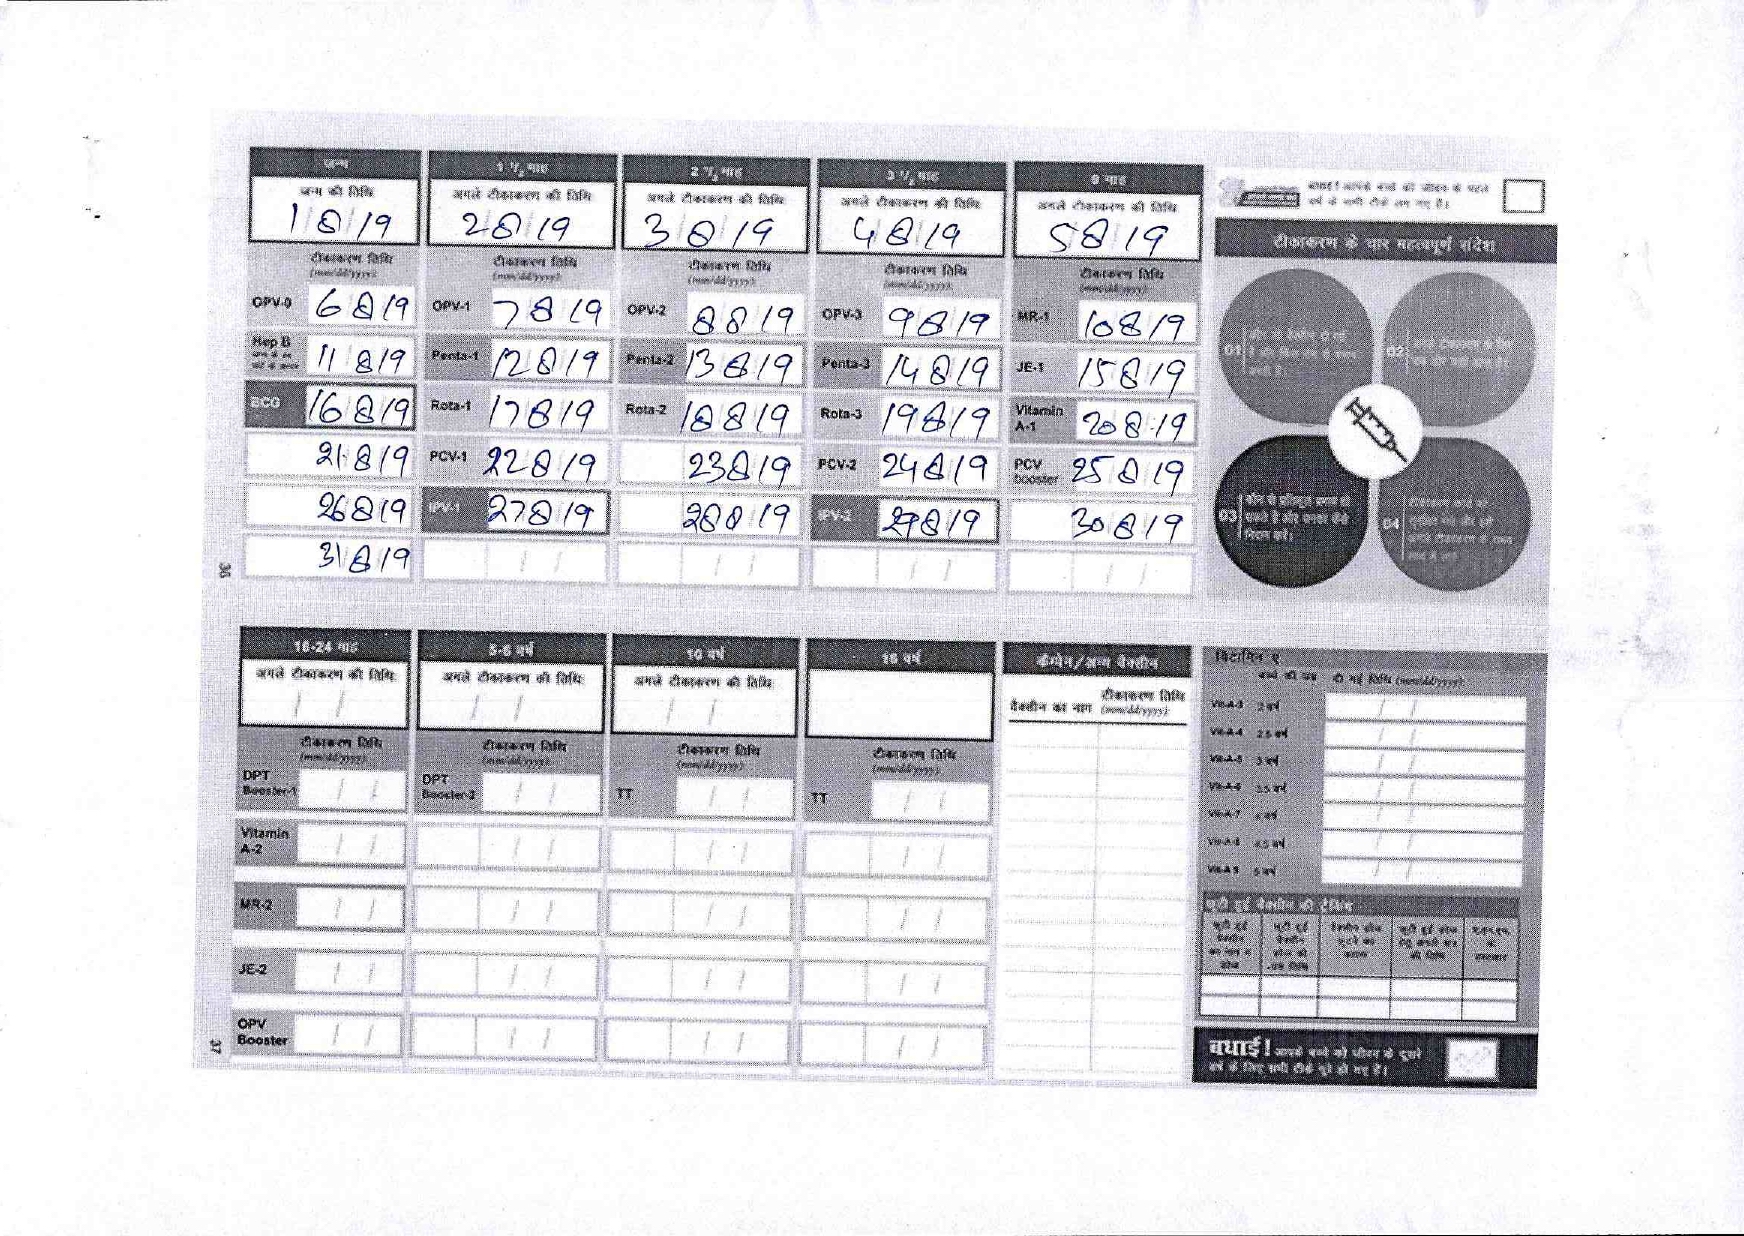 जन्म
जन्म की तिथि
1 8 19
टीकाकरण तिथि
(mm/dd/yyyy)
OPV-0 6 8 19
Hep B 11 8 19
BCG 16 8 19
21 8 19
26 8 19
31 8 19
1 1/2 माह
अगले टीकाकरण की तिथि
2 8 19
टीकाकरण तिथि
(mm/dd/yyyy)
OPV-1 7 8 19
Penta-1 12 8 19
Rota-1 17 8 19
PCV-1 22 8 19
IPV-1 27 8 19
2 1/2 माह
अगले टीकाकरण की तिथि
3 8 19
टीकाकरण तिथि
(mm/dd/yyyy)
OPV-2 8 8 19
Penta-2 13 8 19
Rota-2 18 8 19
23 8 19
28 8 19
3 1/2 माह
अगले टीकाकरण की तिथि
4 8 19
टीकाकरण तिथि
(mm/dd/yyyy)
OPV-3 9 8 19
Penta-3 14 8 19
Rota-3 19 8 19
PCV-2 24 8 19
IPV-2 29 8 19
9 माह
अगले टीकाकरण की तिथि
5 8 19
टीकाकरण तिथि
(mm/dd/yyyy)
MR-1 10 8 19
JE-1 15 8 19
Vitamin
A-1 20 8 19
PCV
booster 25 8 19
30 8 19
बधाई! आपके बच्चे को जीवन के पहले
वर्ष के सभी टीके लग गए हैं।
टीकाकरण के चार महत्वपूर्ण संदेश
01
02
03
04
36
16-24 माह
अगले टीकाकरण की तिथि
टीकाकरण तिथि
(mm/dd/yyyy)
DPT
Booster-1
Vitamin
A-2
MR-2
JE-2
OPV
Booster
5-6 वर्ष
अगले टीकाकरण की तिथि
टीकाकरण तिथि
(mm/dd/yyyy)
DPT
Booster-2
10 वर्ष
अगले टीकाकरण की तिथि
टीकाकरण तिथि
(mm/dd/yyyy)
TT
16 वर्ष
टीकाकरण तिथि
(mm/dd/yyyy)
TT
कैम्पेन/अन्य वैक्सीन
वैक्सीन का नाम टीकाकरण तिथि
(mm/dd/yyyy)
विटामिन ए
बच्चे की उम्र दी गई तिथि (mm/dd/yyyy)
Vit-A-3 2 वर्ष
Vit-A-4 2.5 वर्ष
Vit-A-5 3 वर्ष
Vit-A-6 3.5 वर्ष
Vit-A-7 4 वर्ष
Vit-A-8 4.5 वर्ष
Vit-A-9 5 वर्ष
छूटी हुई वैक्सीन की ट्रैकिंग
37
बधाई! आपके बच्चे को जीवन के दूसरे
वर्ष के लिए सभी टीके पूरे हो गए हैं।